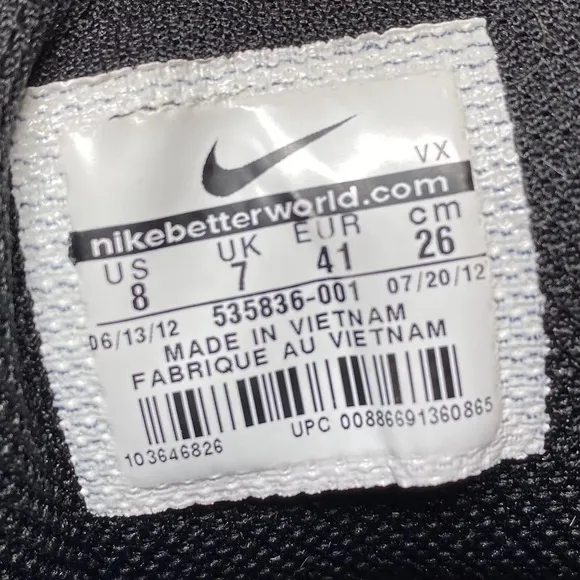 VX
nikebetterworld.com
US UK EUR cm
8 7 41 26
06/13/12 535836-001 07/20/12
MADE IN VIETNAM
FABRIQUE AU VIETNAM
103646826 UPC 00886691360865